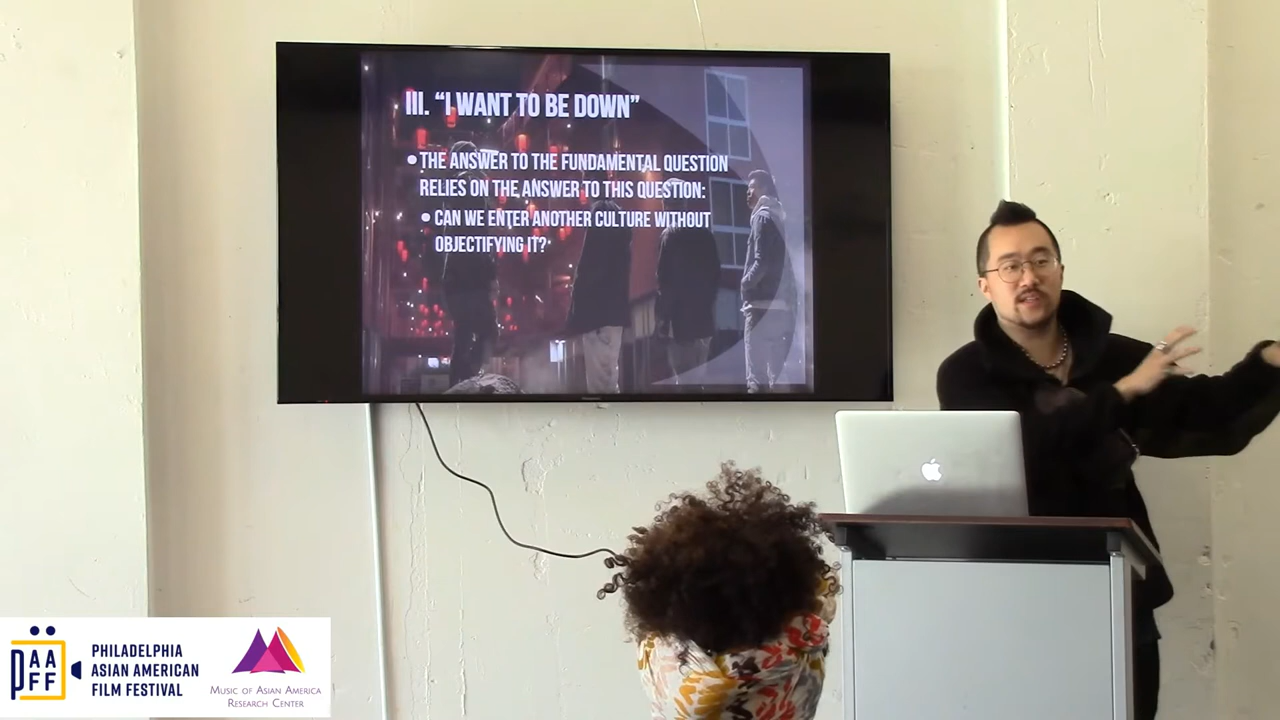 III. “I WANT TO BE DOWN”
• THE ANSWER TO THE FUNDAMENTAL QUESTION
RELIES ON THE ANSWER TO THIS QUESTION:
• CAN WE ENTER ANOTHER CULTURE WITHOUT
OBJECTIFYING IT?
PAAFF
PHILADELPHIA
ASIAN AMERICAN
FILM FESTIVAL
MUSIC OF ASIAN AMERICA
RESEARCH CENTER